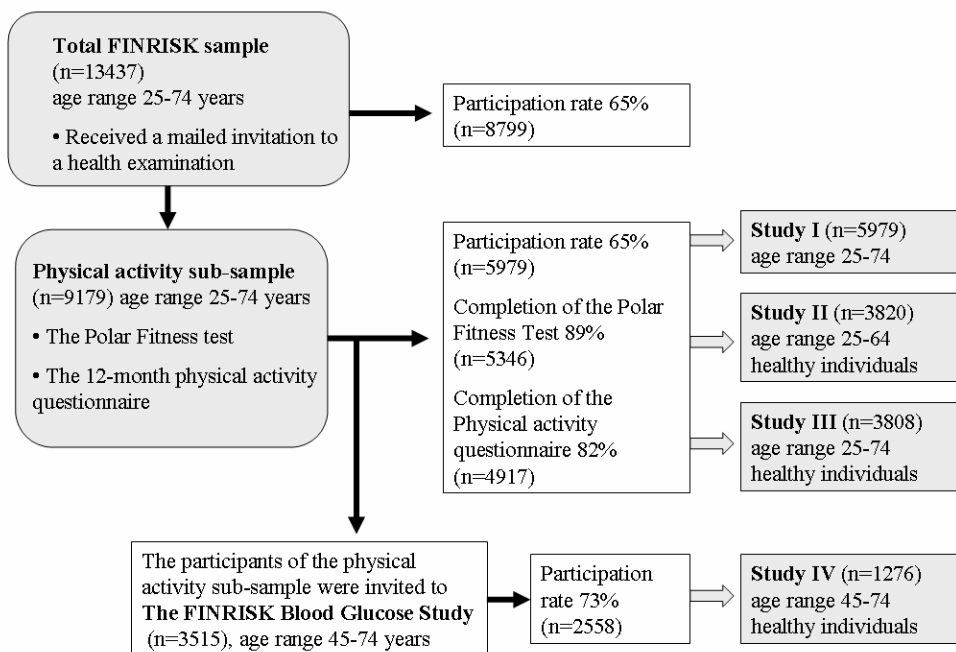 Total FINRISK sample
(n=13437)
age range 25-74 years
• Received a mailed invitation to
a health examination
Participation rate 65%
(n=8799)
Physical activity sub-sample
(n=9179) age range 25-74 years
• The Polar Fitness test
• The 12-month physical activity
questionnaire
Participation rate 65%
(n=5979)
Completion of the Polar
Fitness Test 89%
(n=5346)
Completion of the
Physical activity
questionnaire 82%
(n=4917)
Study I (n=5979)
age range 25-74
Study II (n=3820)
age range 25-64
healthy individuals
Study III (n=3808)
age range 25-74
healthy individuals
The participants of the physical
activity sub-sample were invited to
The FINRISK Blood Glucose Study
(n=3515), age range 45-74 years
Participation
rate 73%
(n=2558)
Study IV (n=1276)
age range 45-74
healthy individuals